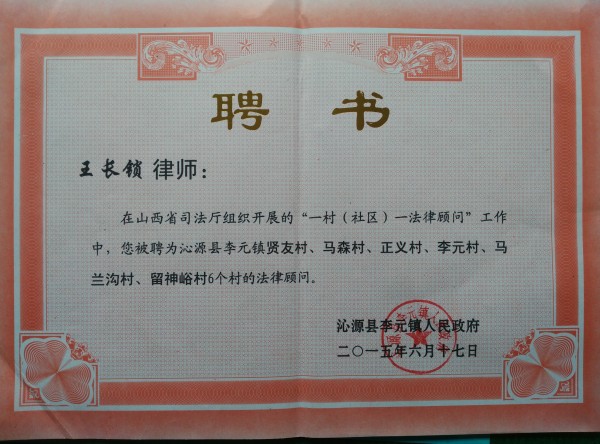 聘书
王长锁 律师：
在山西省司法厅组织开展的“一村（社区）一法律顾问”工作
中，您被聘为沁源县李元镇贤友村、马森村、正义村、李元村、马
兰沟村、留神峪村6个村的法律顾问。
沁源县李元镇人民政府
二〇一五年六月十七日